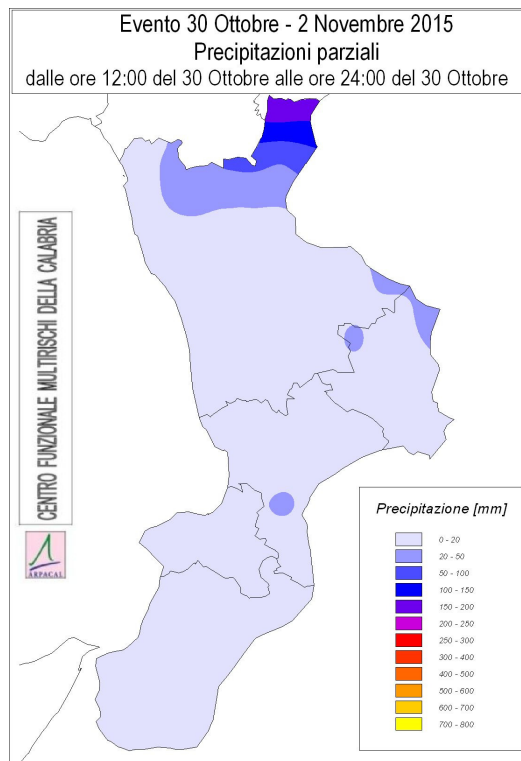 Evento 30 Ottobre - 2 Novembre 2015
Precipitazioni parziali
dalle ore 12:00 del 30 Ottobre alle ore 24:00 del 30 Ottobre
CENTRO FUNZIONALE MULTIRISCHI DELLA CALABRIA
ARPACAL
Precipitazione [mm]
0 - 20
20 - 50
50 - 100
100 - 150
150 - 200
200 - 250
250 - 300
300 - 400
400 - 500
500 - 600
600 - 700
700 - 800